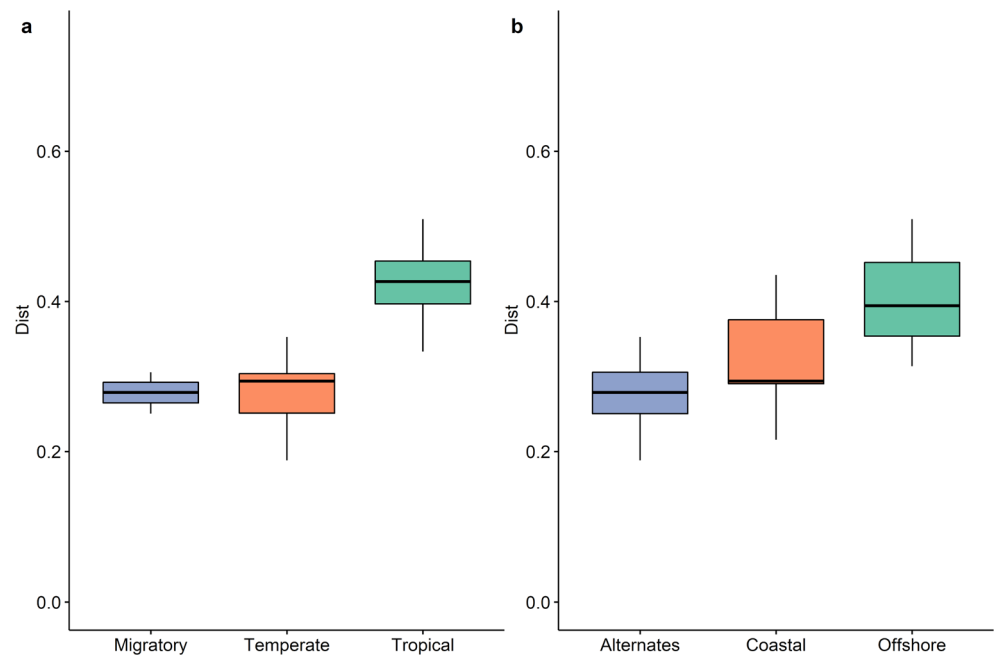 a
Dist
0.6
0.4
0.2
0.0
Migratory Temperate Tropical
b
Dist
0.6
0.4
0.2
0.0
Alternates Coastal Offshore